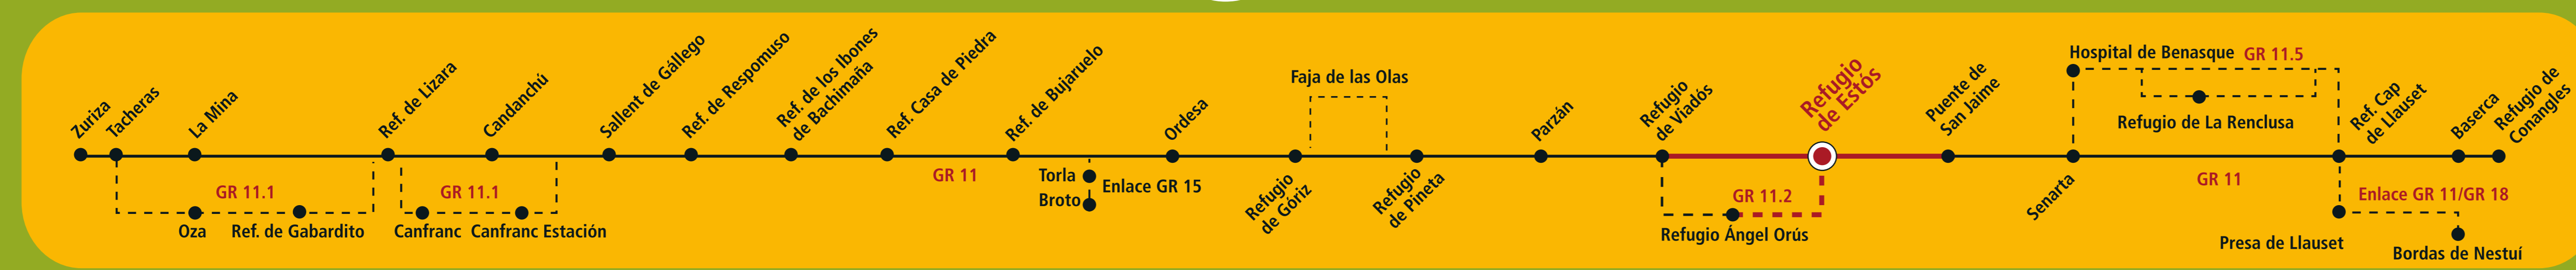 Zuriza
Tacheras
La Mina
Ref. de Lizara
Candanchú
Sallent de Gállego
Ref. de Respomuso
Ref. de los Ibones
de Bachimaña
Ref. Casa de Piedra
Ref. de Bujaruelo
Ordesa
Faja de las Olas
Parzán
Refugio
de Viadós
Refugio
de Estós
Puente de
San Jaime
Hospital de Benasque GR 11.5
Refugio de La Renclusa
Ref. Cap
de Llauset
Baserca
Refugio de
Conangles
GR 11.1
Oza
Ref. de Gabardito
GR 11.1
Canfranc
Canfranc Estación
GR 11
Torla
Broto
Enlace GR 15
Refugio
de Góriz
Refugio
de Pineta
GR 11.2
Refugio Ángel Orús
Senarta
GR 11
Enlace GR 11/GR 18
Presa de Llauset
Bordas de Nestuí